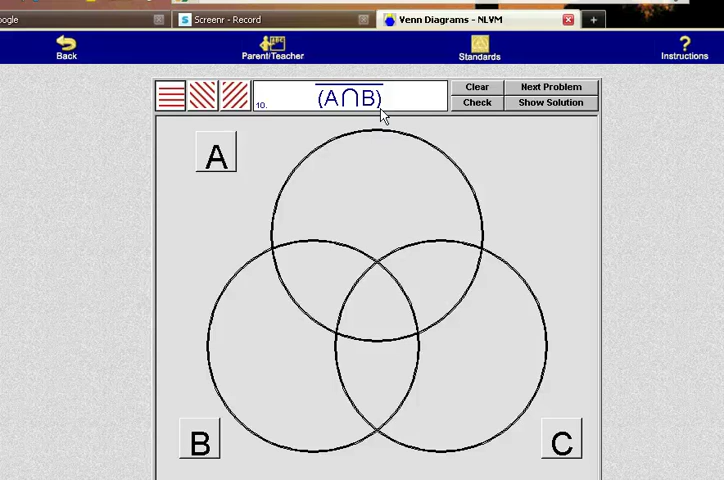 oogle
Screenr - Record
Venn Diagrams - NLVM
+
Back
Parent/Teacher
Standards
Instructions
10.
(A∩B)
Clear
Next Problem
Check
Show Solution
A
B
C